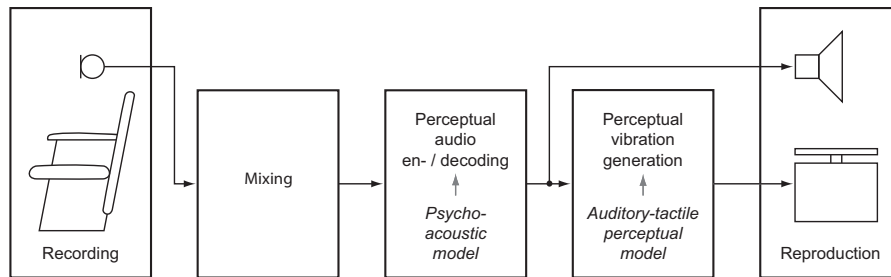 Recording
Mixing
Perceptual
audio
en- / decoding
Psycho-
acoustic
model
Perceptual
vibration
generation
Auditory-tactile
perceptual
model
Reproduction